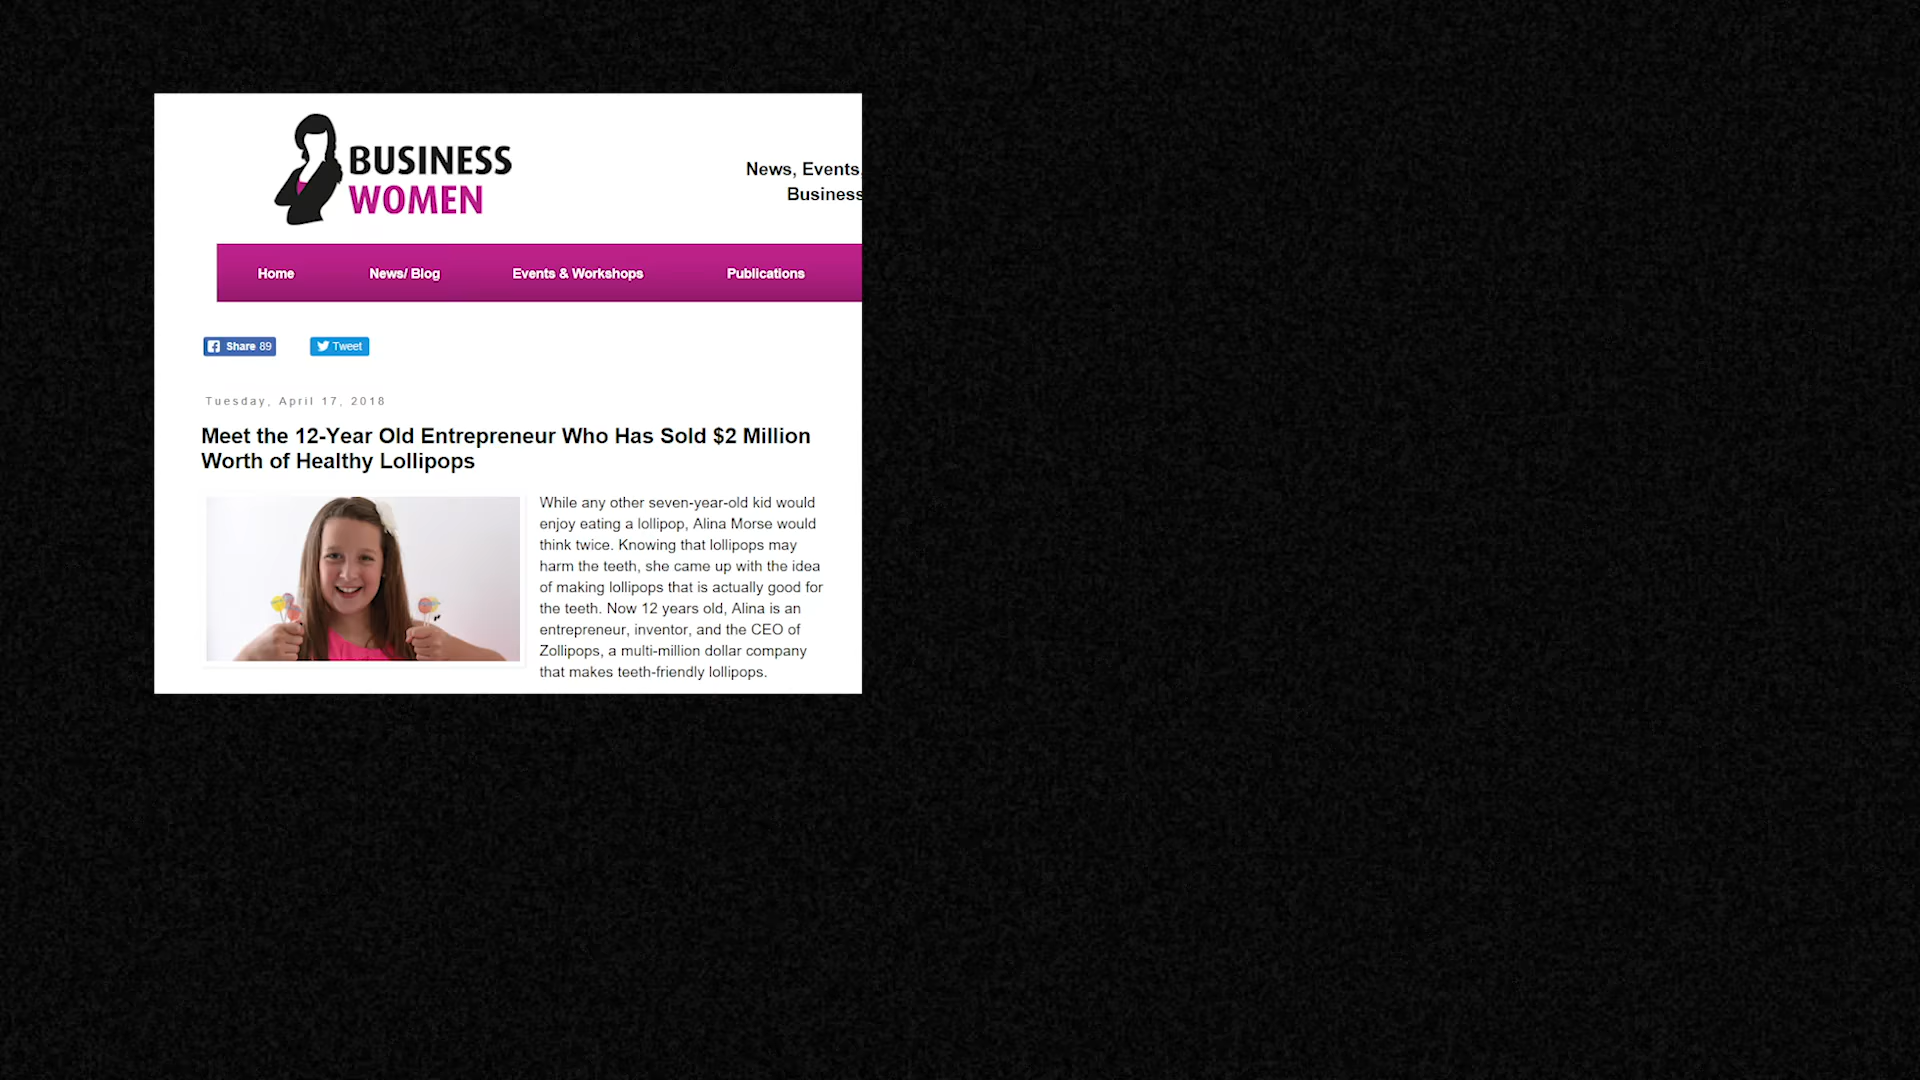 BUSINESS
WOMEN
News, Events,
Business
Home News/ Blog Events & Workshops Publications
Share 89 Tweet
Tuesday, April 17, 2018
Meet the 12-Year Old Entrepreneur Who Has Sold $2 Million
Worth of Healthy Lollipops
While any other seven-year-old kid would
enjoy eating a lollipop, Alina Morse would
think twice. Knowing that lollipops may
harm the teeth, she came up with the idea
of making lollipops that is actually good for
the teeth. Now 12 years old, Alina is an
entrepreneur, inventor, and the CEO of
Zollipops, a multi-million dollar company
that makes teeth-friendly lollipops.